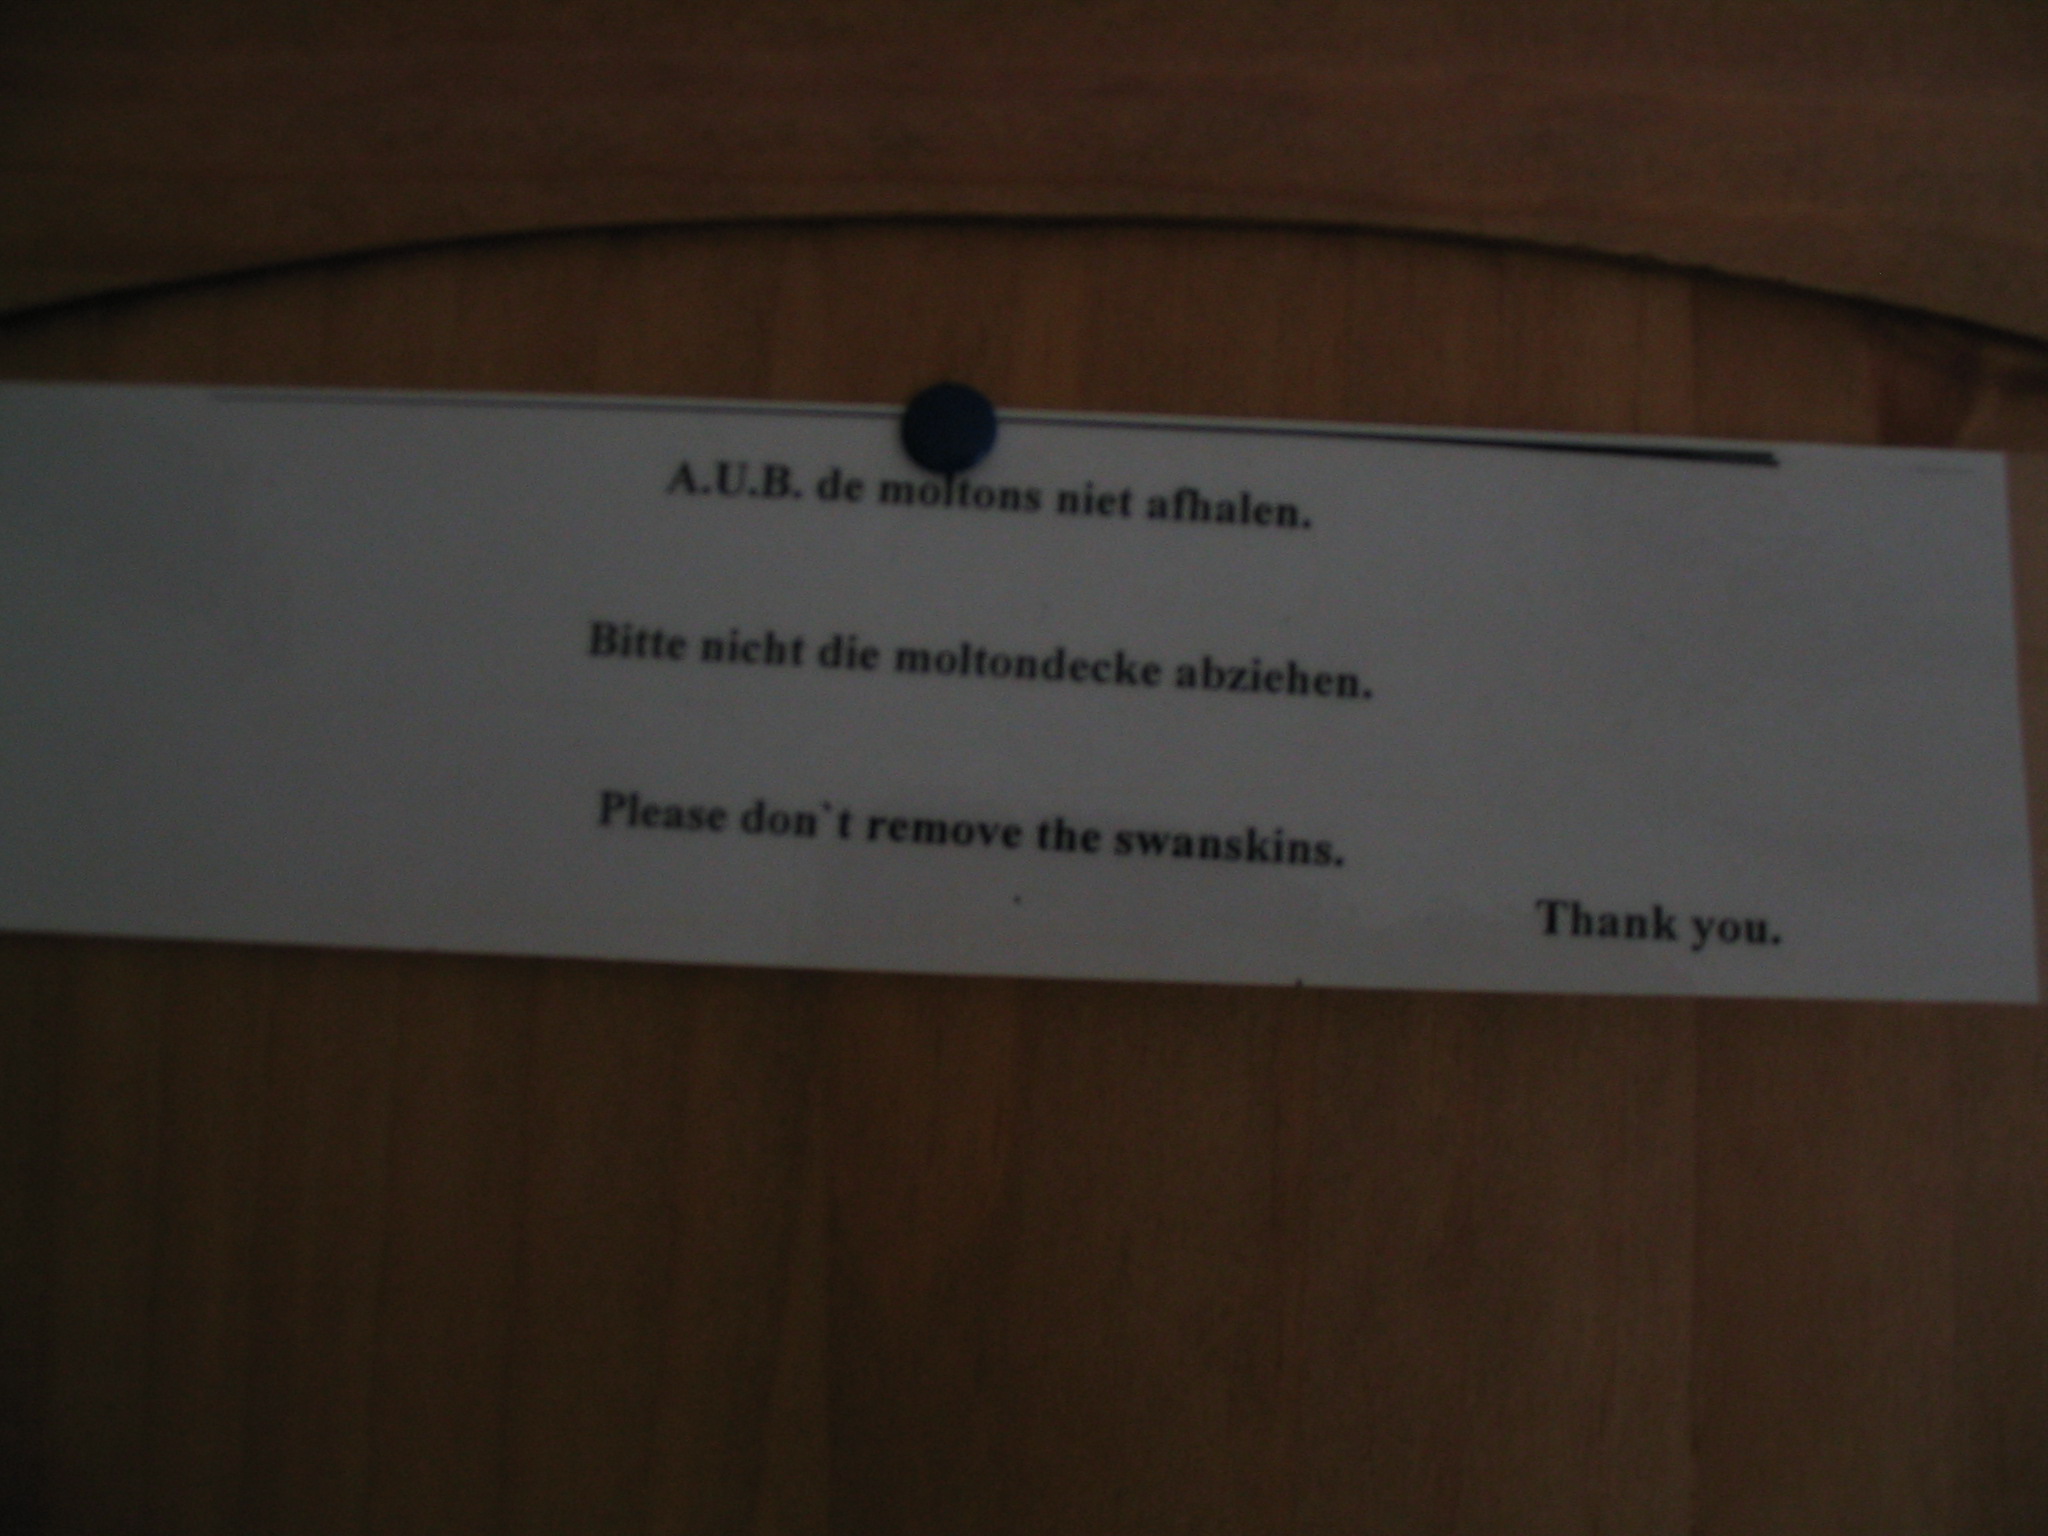 A.U.B. de moltons niet afhalen.
Bitte nicht die moltondecke abziehen.
Please don`t remove the swanskins.
Thank you.